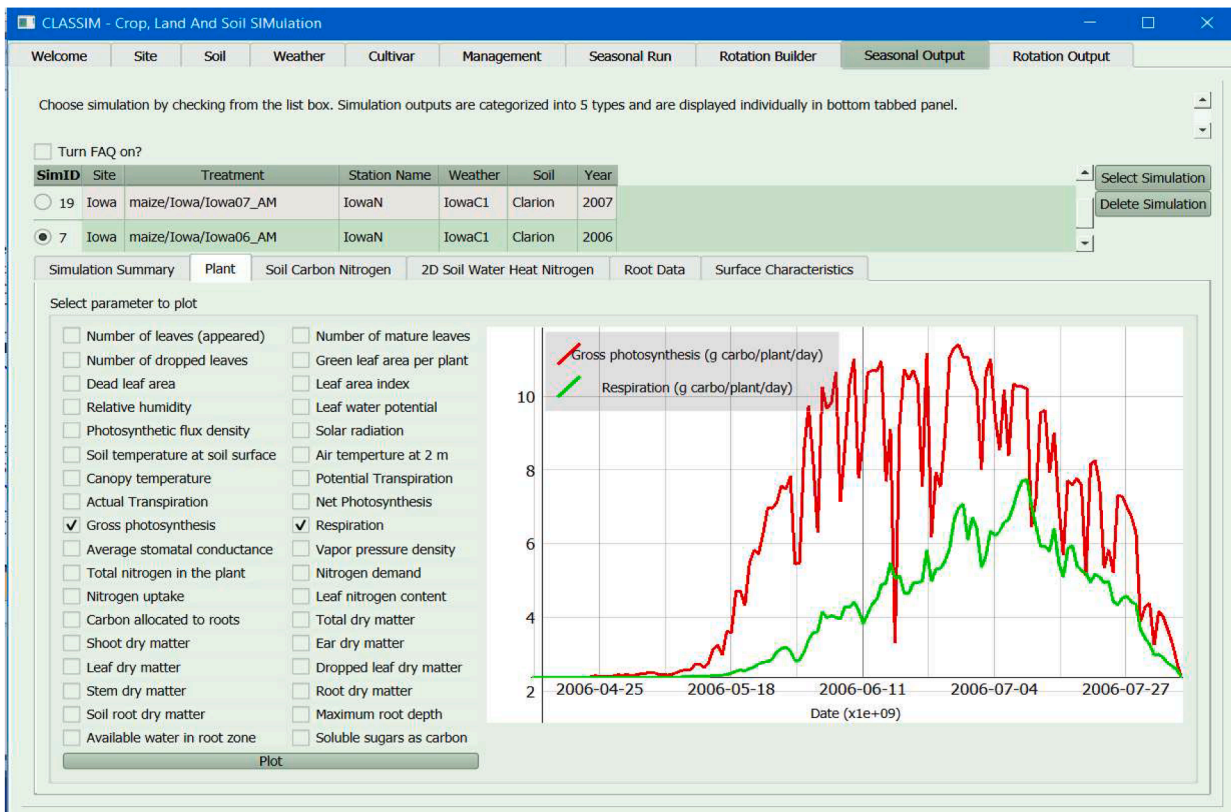 CLASSIM - Crop, Land And Soil SIMulation
Welcome Site Soil Weather Cultivar Management Seasonal Run Rotation Builder Seasonal Output Rotation Output
Choose simulation by checking from the list box. Simulation outputs are categorized into 5 types and are displayed individually in bottom tabbed panel.
Turn FAQ on?
SimID Site Treatment Station Name Weather Soil Year
19 Iowa maize/Iowa/Iowa07_AM IowaN IowaC1 Clarion 2007
Select Simulation
Delete Simulation
7 Iowa maize/Iowa/Iowa06_AM IowaN IowaC1 Clarion 2006
Simulation Summary Plant Soil Carbon Nitrogen 2D Soil Water Heat Nitrogen Root Data Surface Characteristics
Select parameter to plot
Number of leaves (appeared) Number of mature leaves
Number of dropped leaves Green leaf area per plant
Dead leaf area Leaf area index
Relative humidity Leaf water potential
Photosynthetic flux density Solar radiation
Soil temperature at soil surface Air temperture at 2 m
Canopy temperature Potential Transpiration
Actual Transpiration Net Photosynthesis
Gross photosynthesis Respiration
Average stomatal conductance Vapor pressure density
Total nitrogen in the plant Nitrogen demand
Nitrogen uptake Leaf nitrogen content
Carbon allocated to roots Total dry matter
Shoot dry matter Ear dry matter
Leaf dry matter Dropped leaf dry matter
Stem dry matter Root dry matter
Soil root dry matter Maximum root depth
Available water in root zone Soluble sugars as carbon
Plot
Gross photosynthesis (g carbo/plant/day)
Respiration (g carbo/plant/day)
10
8
6
4
2
2006-04-25 2006-05-18 2006-06-11 2006-07-04 2006-07-27
Date (x1e+09)